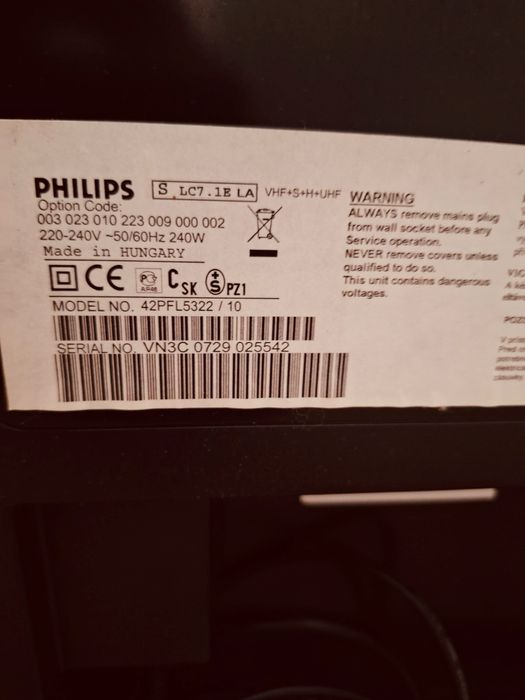 PHILIPS
S LC7.1E LA
VHF+S+H+UHF
Option Code:
003 023 010 223 009 000 002
220-240V ~50/60Hz 240W
Made in HUNGARY
CE
CSK
S PZ1
MODEL NO. 42PFL5322 / 10
SERIAL NO. VN3C 0729 025542
WARNING
ALWAYS remove mains plug
from wall socket before any
Service operation.
NEVER remove covers unless
qualified to do so.
This unit contains dangerous
voltages.